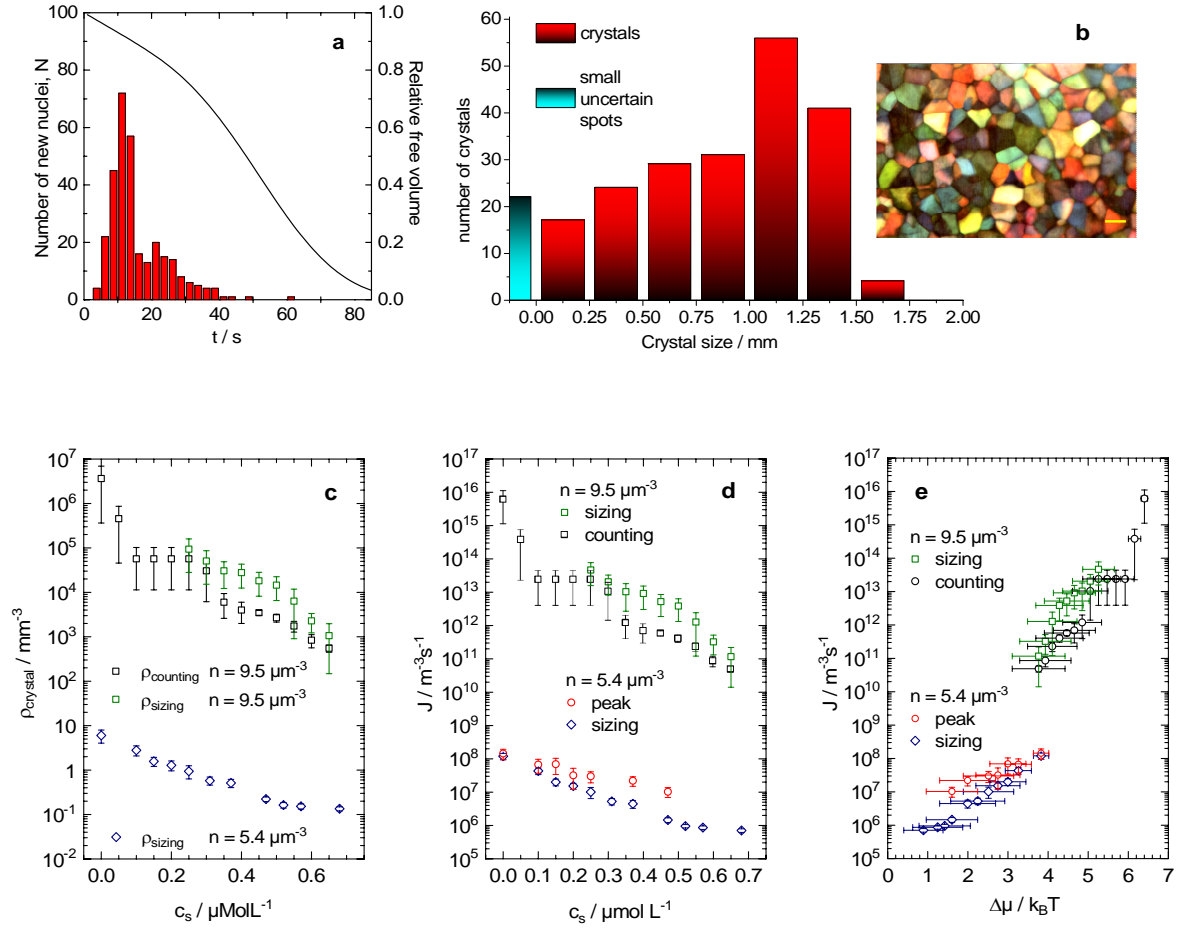 a
100
90
80
70
60
50
40
30
20
10
0
Number of new nuclei, N
1.0
0.8
0.6
0.4
0.2
0.0
Relative free volume
0 20 40 60 80
t / s
b
60
50
40
30
20
10
0
number of crystals
crystals
small
uncertain
spots
0.00 0.25 0.50 0.75 1.00 1.25 1.50 1.75 2.00
Crystal size / mm
c
10⁷
10⁶
10⁵
10⁴
10³
10²
10
1
10⁻¹
10⁻²
ρcrystal / mm⁻³
ρcounting n = 9.5 µm⁻³
ρsizing n = 9.5 µm⁻³
ρsizing n = 5.4 µm⁻³
0.0 0.2 0.4 0.6
cₛ / µMolL⁻¹
d
10¹⁷
10¹⁶
10¹⁵
10¹⁴
10¹³
10¹²
10¹¹
10¹⁰
10⁹
10⁸
10⁷
10⁶
10⁵
J / m⁻³s⁻¹
n = 9.5 µm⁻³
sizing
counting
n = 5.4 µm⁻³
peak
sizing
0.0 0.1 0.2 0.3 0.4 0.5 0.6 0.7
cₛ / µmol L⁻¹
e
10¹⁷
10¹⁶
10¹⁵
10¹⁴
10¹³
10¹²
10¹¹
10¹⁰
10⁹
10⁸
10⁷
10⁶
10⁵
J / m⁻³s⁻¹
n = 9.5 µm⁻³
sizing
counting
n = 5.4 µm⁻³
peak
sizing
0 1 2 3 4 5 6 7
Δµ / k_BT